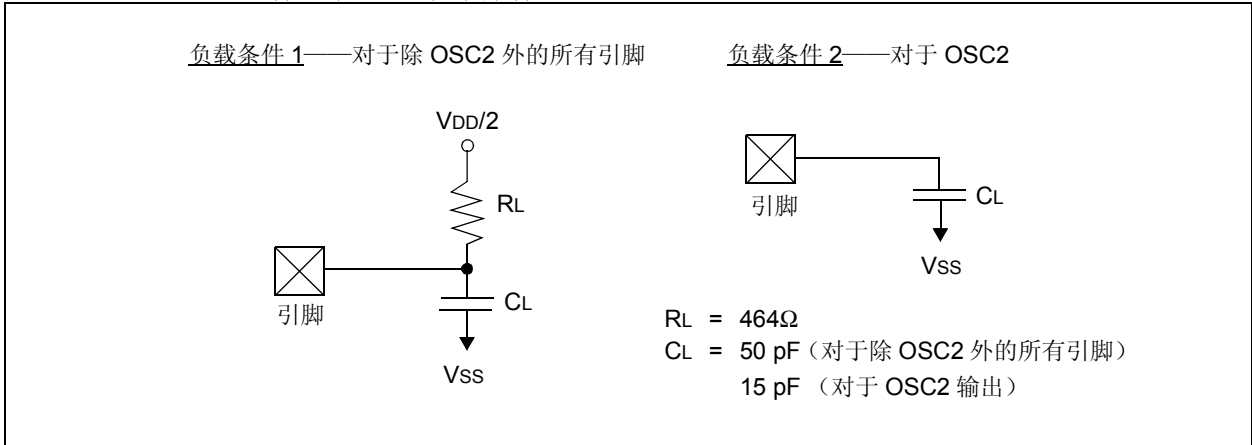 负载条件 1——对于除 OSC2 外的所有引脚
负载条件 2——对于 OSC2
VDD/2
RL
引脚
CL
VSS
引脚
CL
VSS
RL = 464Ω
CL = 50 pF（对于除 OSC2 外的所有引脚）
15 pF （对于 OSC2 输出）